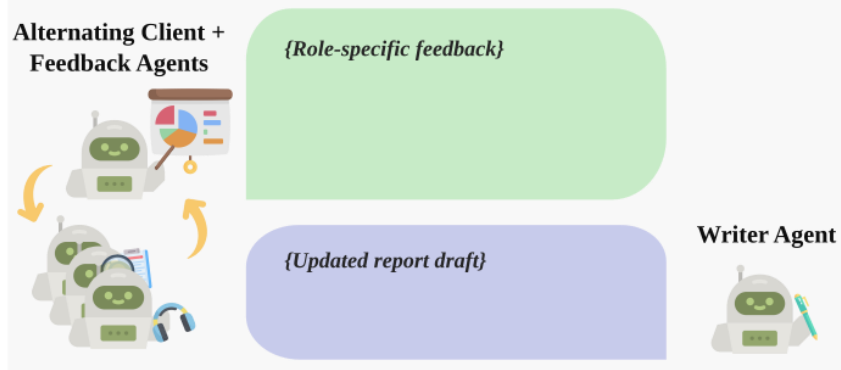 Alternating Client +
Feedback Agents
{Role-specific feedback}
{Updated report draft}
Writer Agent